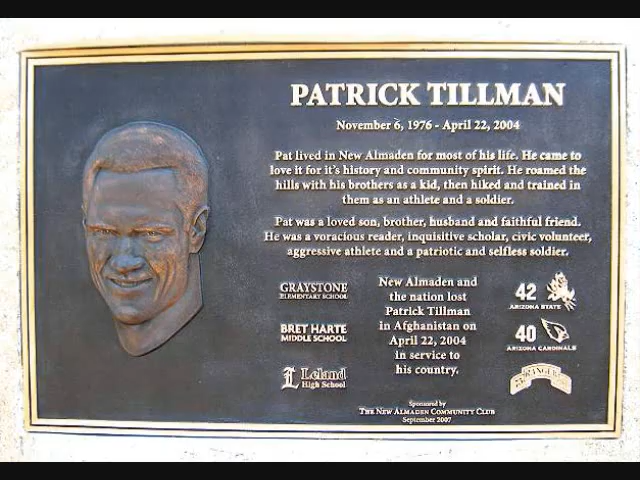 PATRICK TILLMAN
November 6, 1976 - April 22, 2004
Pat lived in New Almaden for most of his life. He came to
love it for it's history and community spirit. He roamed the
hills with his brothers as a kid, then hiked and trained in
them as an athlete and a soldier.
Pat was a loved son, brother, husband and faithful friend.
He was a voracious reader, inquisitive scholar, civic volunteer,
aggressive athlete and a patriotic and selfless soldier.
GRAYSTONE
ELEMENTARY SCHOOL
BRET HARTE
MIDDLE SCHOOL
L Leland
High School
New Almaden and
the nation lost
Patrick Tillman
in Afghanistan on
April 22, 2004
in service to
his country.
42
ARIZONA STATE
40
ARIZONA CARDINALS
RANGER
Sponsored by
THE NEW ALMADEN COMMUNITY CLUB
September 2007